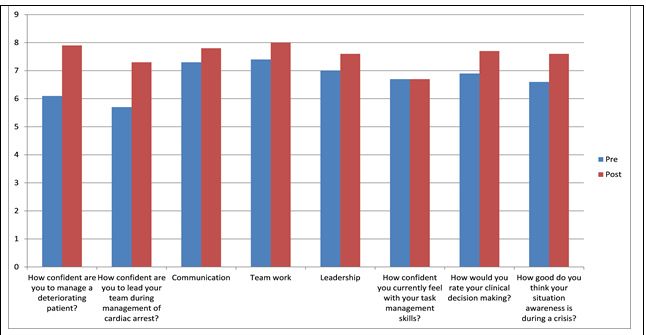 9
8
7
6
5
4
3
2
1
0
How confident are
you to manage a
deteriorating
patient?
How confident are
you to lead your
team during
management of
cardiac arrest?
Communication
Team work
Leadership
How confident
you currently feel
with your task
management
skills?
How would you
rate your clinical
decision making?
How good do you
think your
situation
awareness is
during a crisis?
Pre
Post